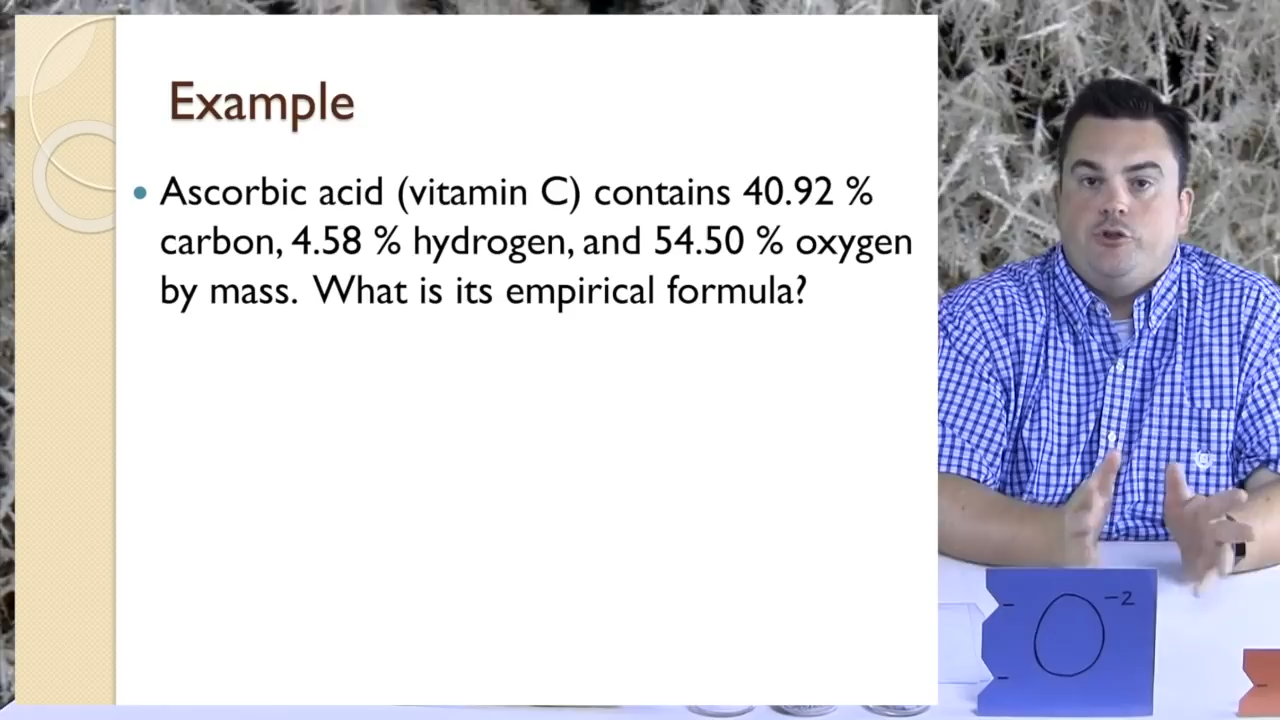 Example
• Ascorbic acid (vitamin C) contains 40.92 %
carbon, 4.58 % hydrogen, and 54.50 % oxygen
by mass. What is its empirical formula?
- O -2
-
-